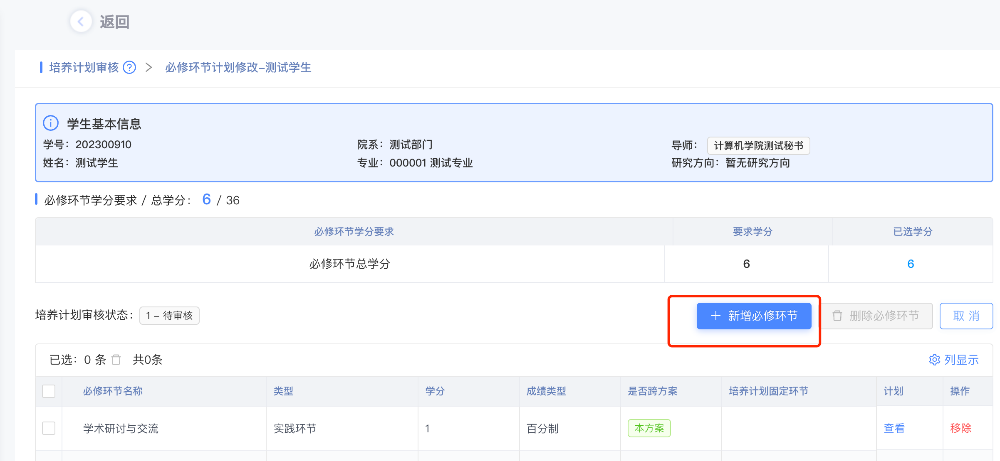 返回
培养计划审核 ? > 必修环节计划修改-测试学生
学生基本信息
学号：202300910 院系：测试部门 导师：计算机学院测试秘书
姓名：测试学生 专业：000001 测试专业 研究方向：暂无研究方向
必修环节学分要求 / 总学分： 6 / 36
必修环节学分要求 要求学分 已选学分
必修环节总学分 6 6
培养计划审核状态： 1 - 待审核 + 新增必修环节 删除必修环节 取 消
已选：0 条 共0条 列显示
必修环节名称 类型 学分 成绩类型 是否跨方案 培养计划固定环节 计划 操作
学术研讨与交流 实践环节 1 百分制 本方案 查看 移除